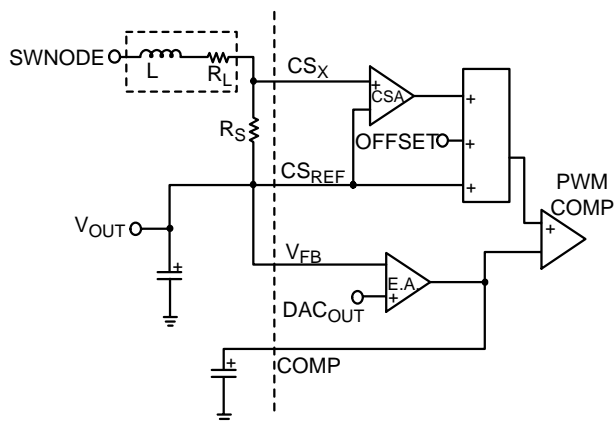 SWNODE
L
R_L
CS_X
+
CSA
+
R_S
OFFSET
+
CS_REF
+
PWM
COMP
V_OUT
+
+
V_FB
E.A.
+
DAC_OUT
COMP
+